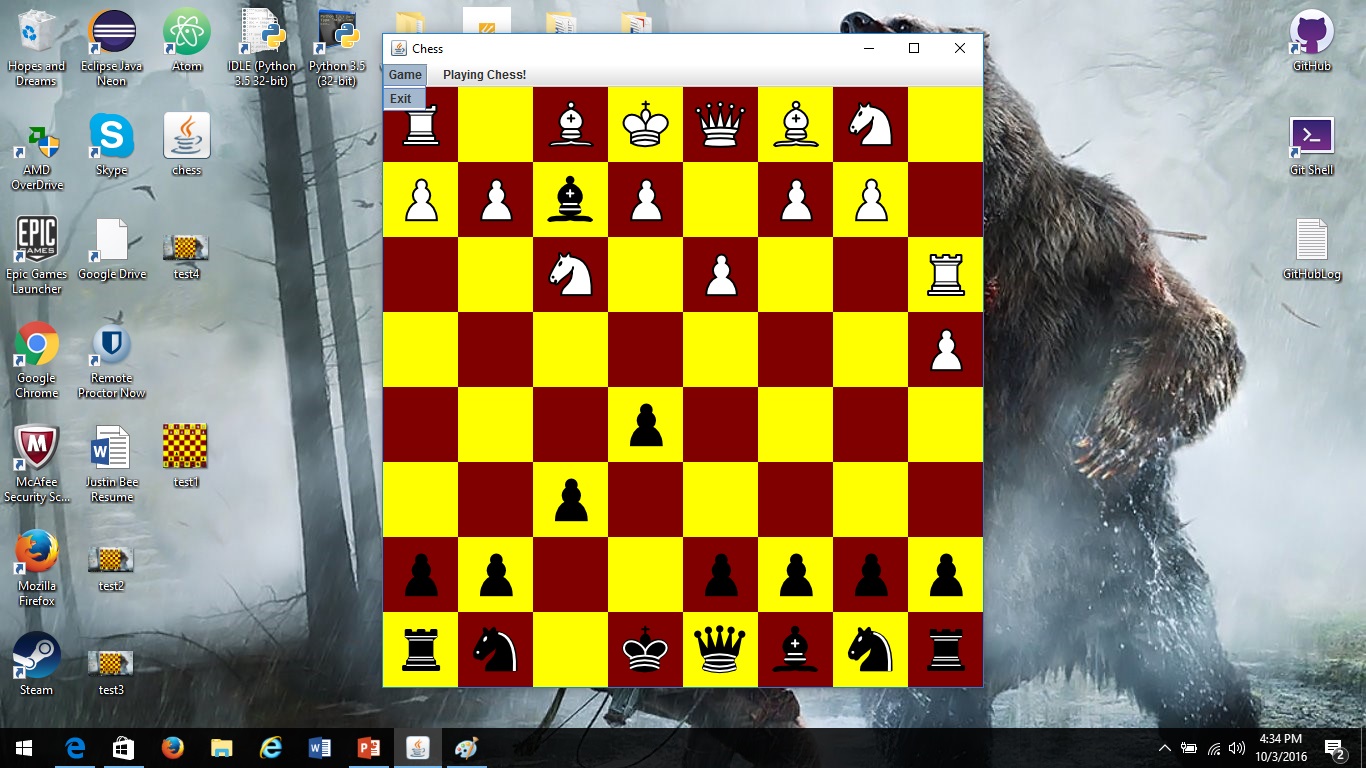 Chess
Game Playing Chess!
Exit
Hopes and
Dreams
Eclipse Java
Neon
Atom
IDLE (Python
3.5 32-bit)
Python 3.5
(32-bit)
GitHub
AMD
OverDrive
Skype
chess
Git Shell
EPIC
GAMES
Epic Games
Launcher
Google Drive
test4
GitHubLog
Google
Chrome
Remote
Proctor Now
McAfee
Security Sc...
Justin Bee
Resume
test1
Mozilla
Firefox
test2
Steam
test3
4:34 PM
10/3/2016
2